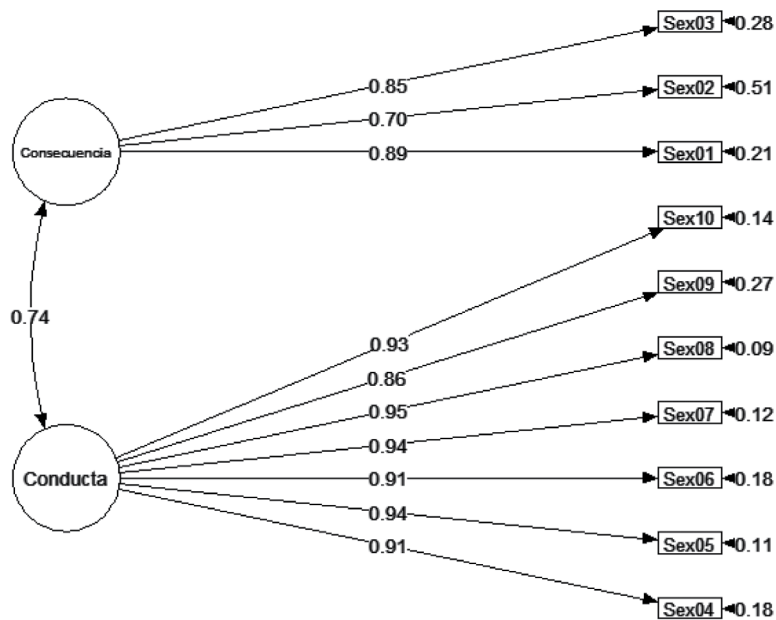 Sex03 0.28
0.85
Sex02 0.51
0.70
Consecuencia
0.89
Sex01 0.21
Sex10 0.14
Sex09 0.27
0.74
0.93
Sex08 0.09
0.86
0.95
Sex07 0.12
0.94
Conducta
0.91
Sex06 0.18
0.94
Sex05 0.11
0.91
Sex04 0.18